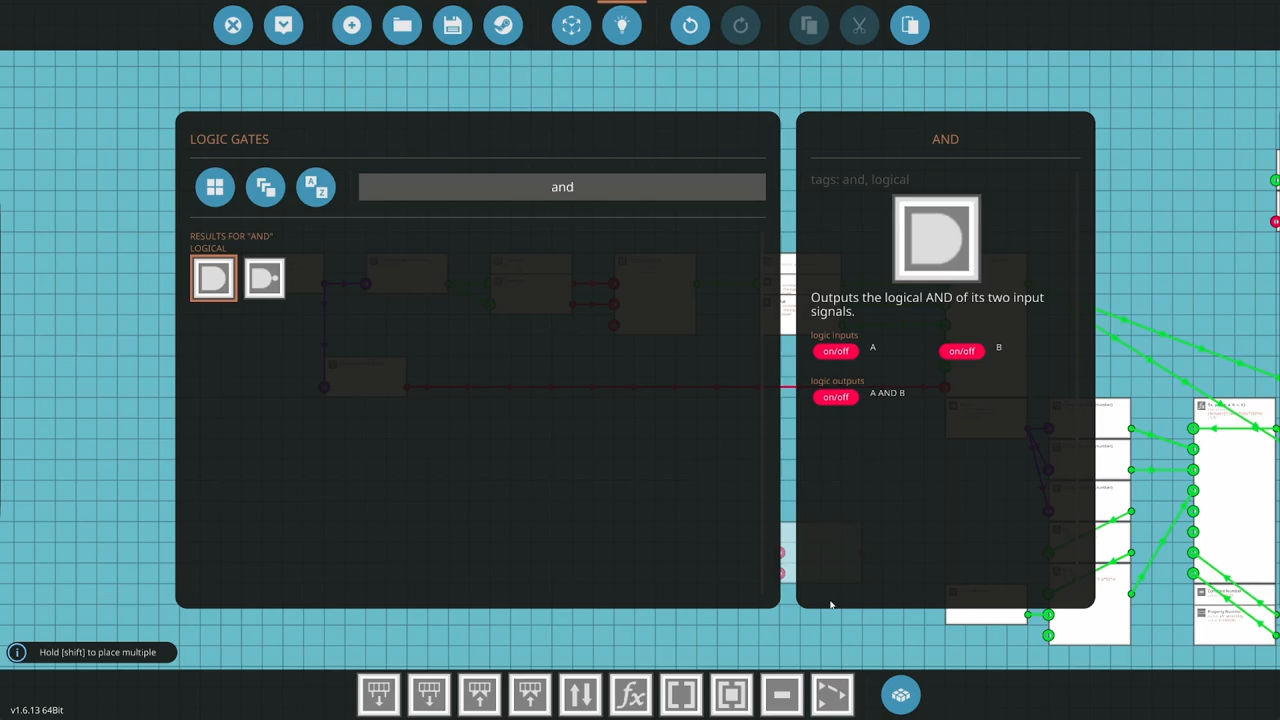 LOGIC GATES
and
RESULTS FOR "AND"
LOGICAL
AND
tags: and, logical
Outputs the logical AND of its two input
signals.
logic inputs
on/off A on/off B
logic outputs
on/off A AND B
Hold [shift] to place multiple
fx
v1.6.13 64Bit